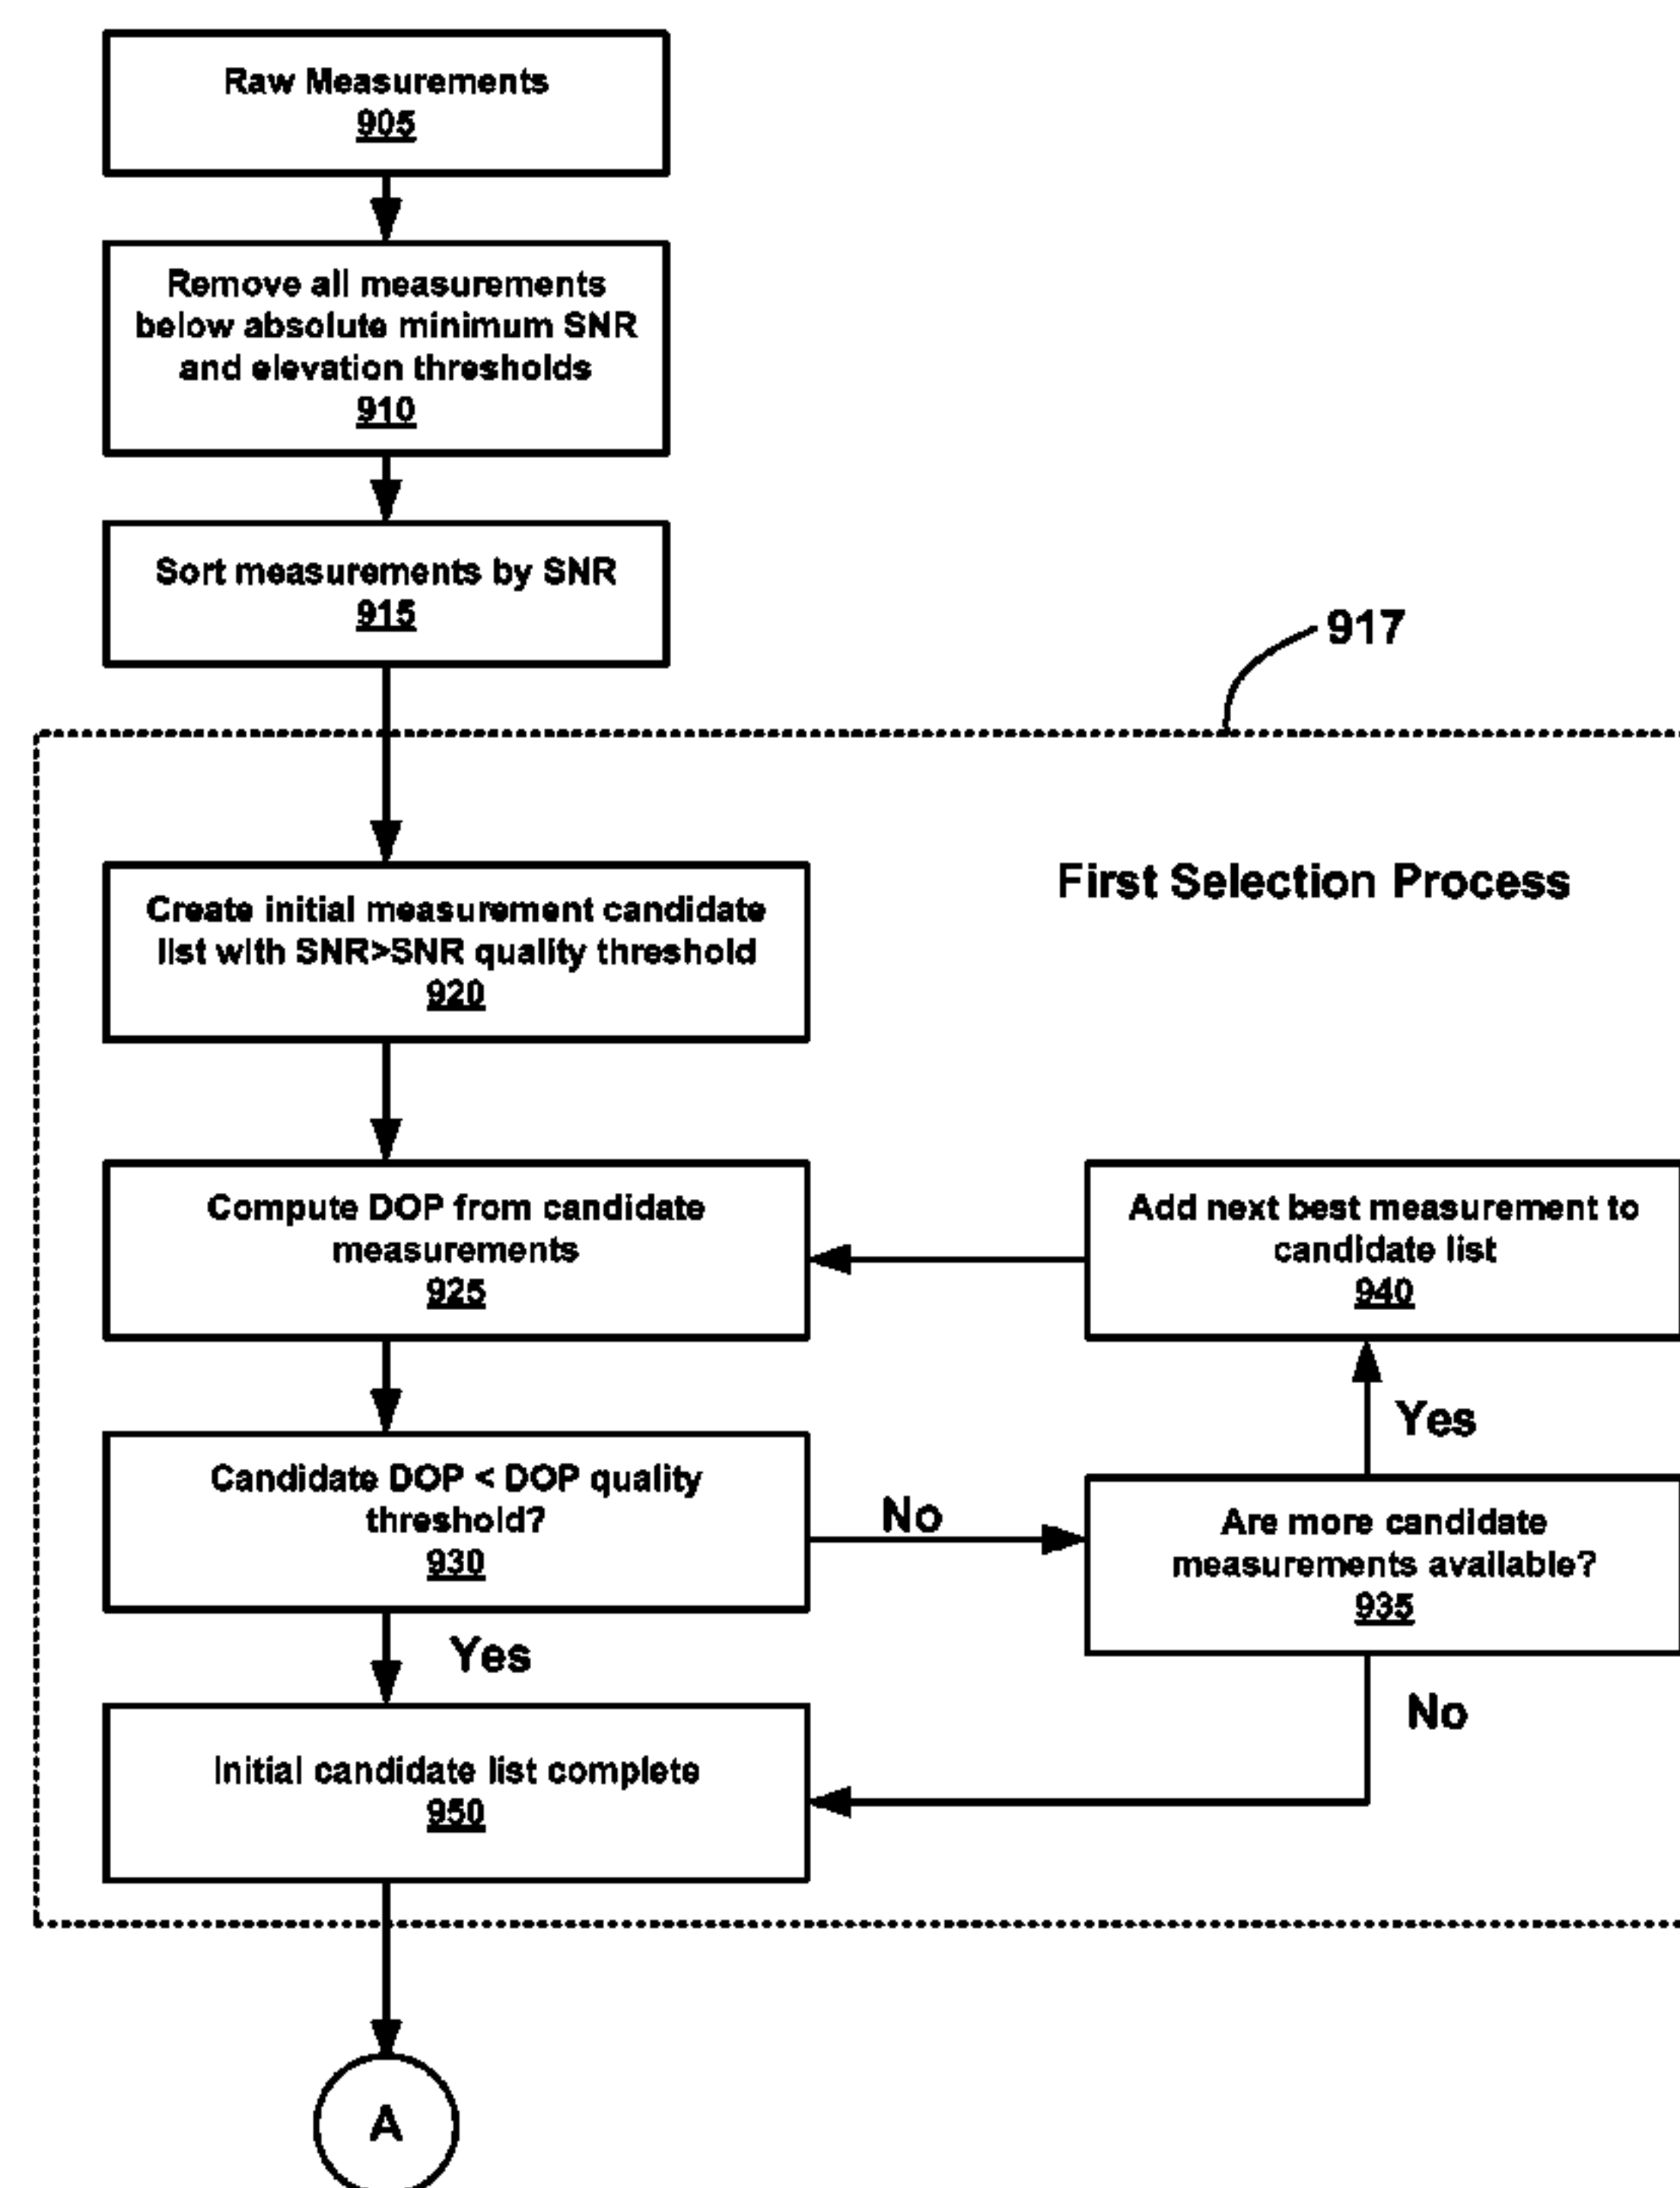 Raw Measurements
905
Remove all measurements
below absolute minimum SNR
and elevation thresholds
910
Sort measurements by SNR
915
917
First Selection Process
Create initial measurement candidate
list with SNR>SNR quality threshold
920
Compute DOP from candidate
measurements
925
Add next best measurement to
candidate list
940
Yes
Candidate DOP < DOP quality
threshold?
930
No
Are more candidate
measurements available?
935
Yes
No
Initial candidate list complete
950
A